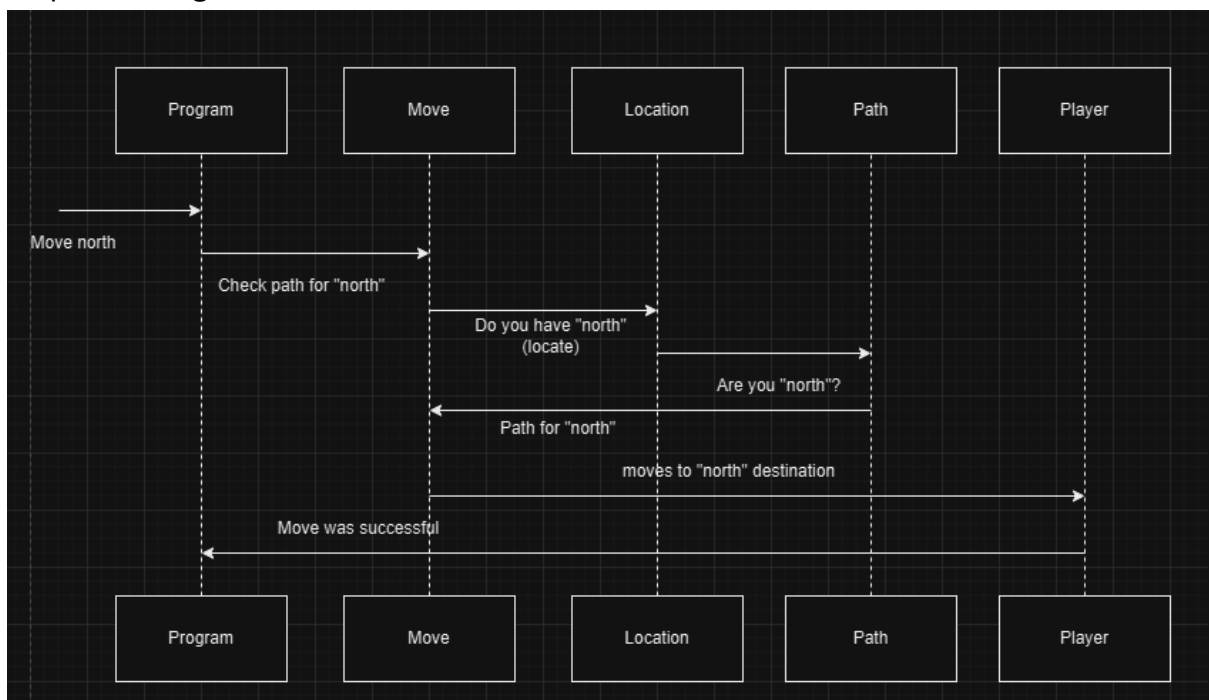 Program
Move
Location
Path
Player
Move north
Check path for "north"
Do you have "north"
(locate)
Are you "north"?
Path for "north"
moves to "north" destination
Move was successful
Program
Move
Location
Path
Player